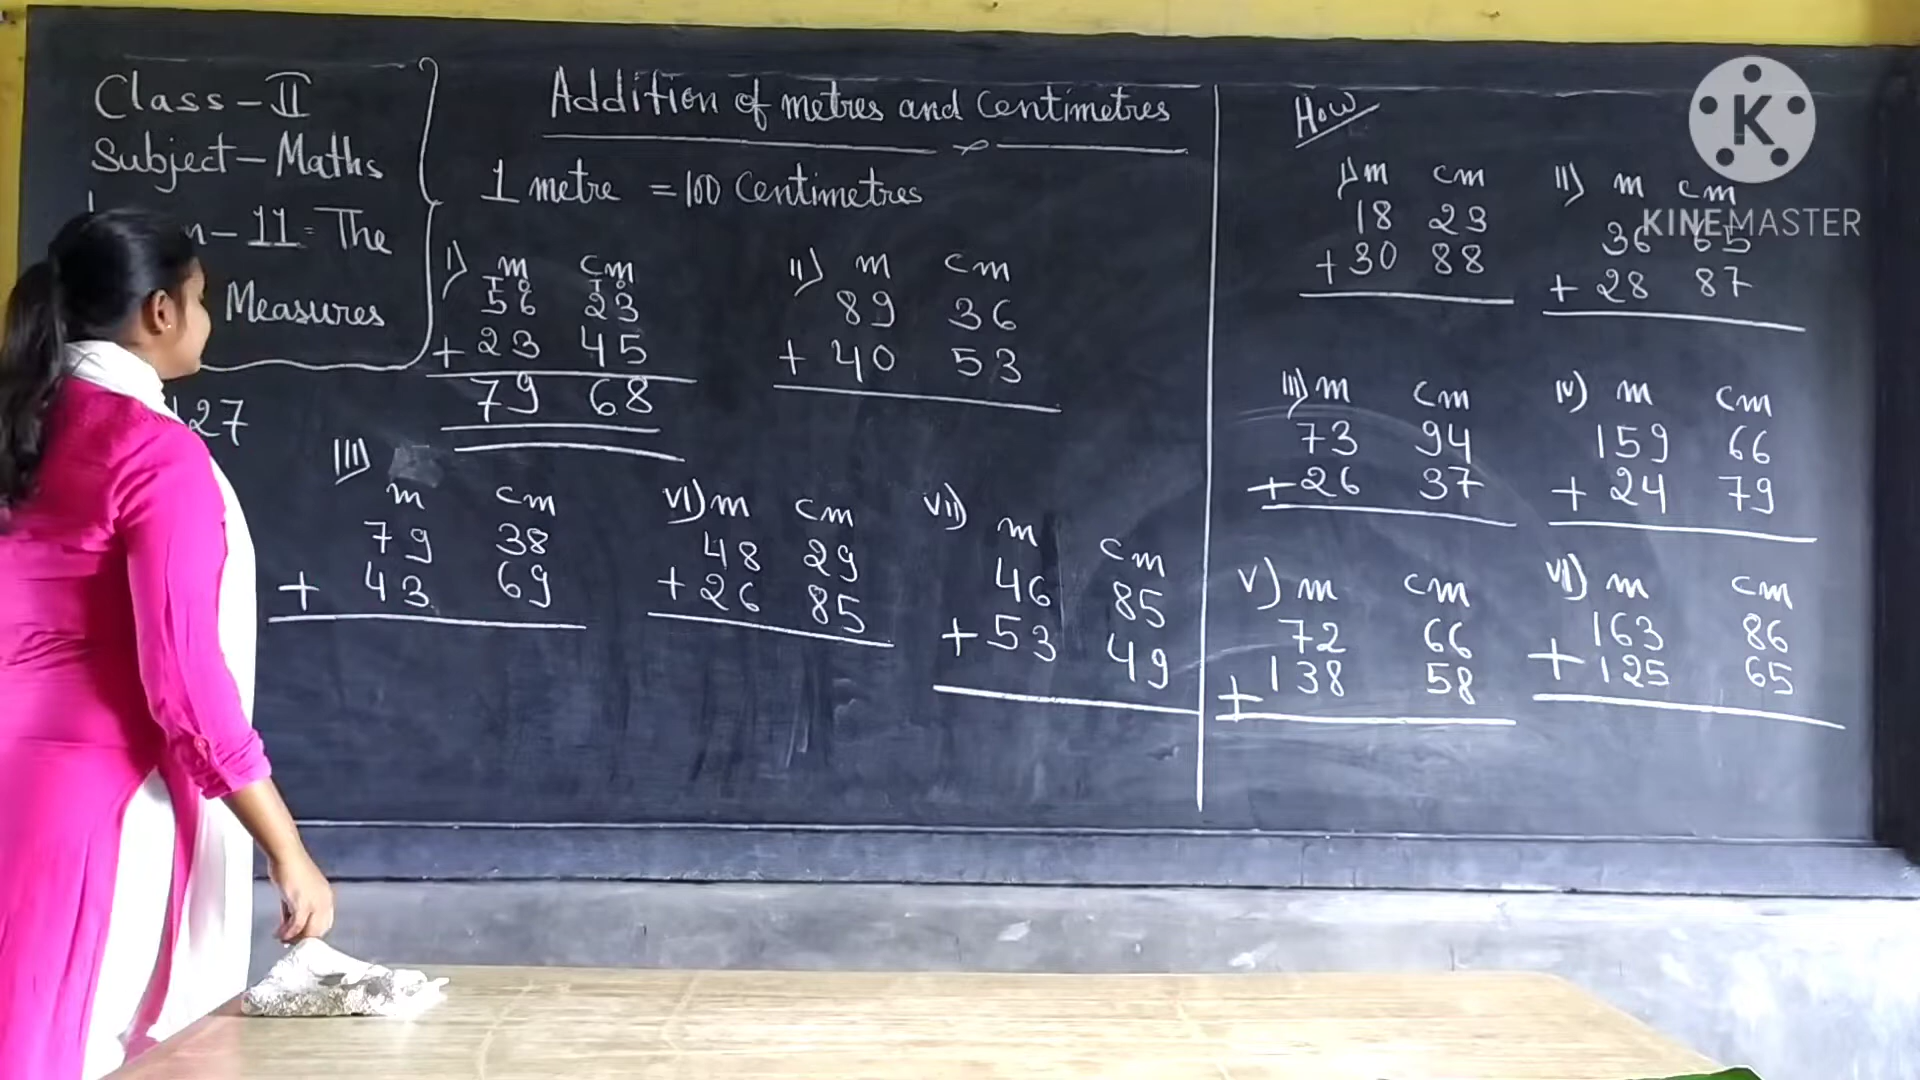 Class-II
Subject-Maths
-11= The
Measures
27
Addition of metres and Centimetres
1 metre = 100 Centimetres
I) m cm
T O T O
56 23
+ 23 45
79 68
II) m cm
89 36
+ 40 53
III)
m cm
79 38
+ 43 69
VI) m cm
48 29
+ 26 85
VII) m cm
46 85
+ 53 49
How
I) m cm
18 23
+ 30 88
II) m cm
36 65
+ 28 87
III) m cm
73 94
+ 26 37
IV) m cm
159 66
+ 24 79
V) m cm
72 66
+ 138 58
VI) m cm
163 86
+ 125 65
K
KINEMASTER